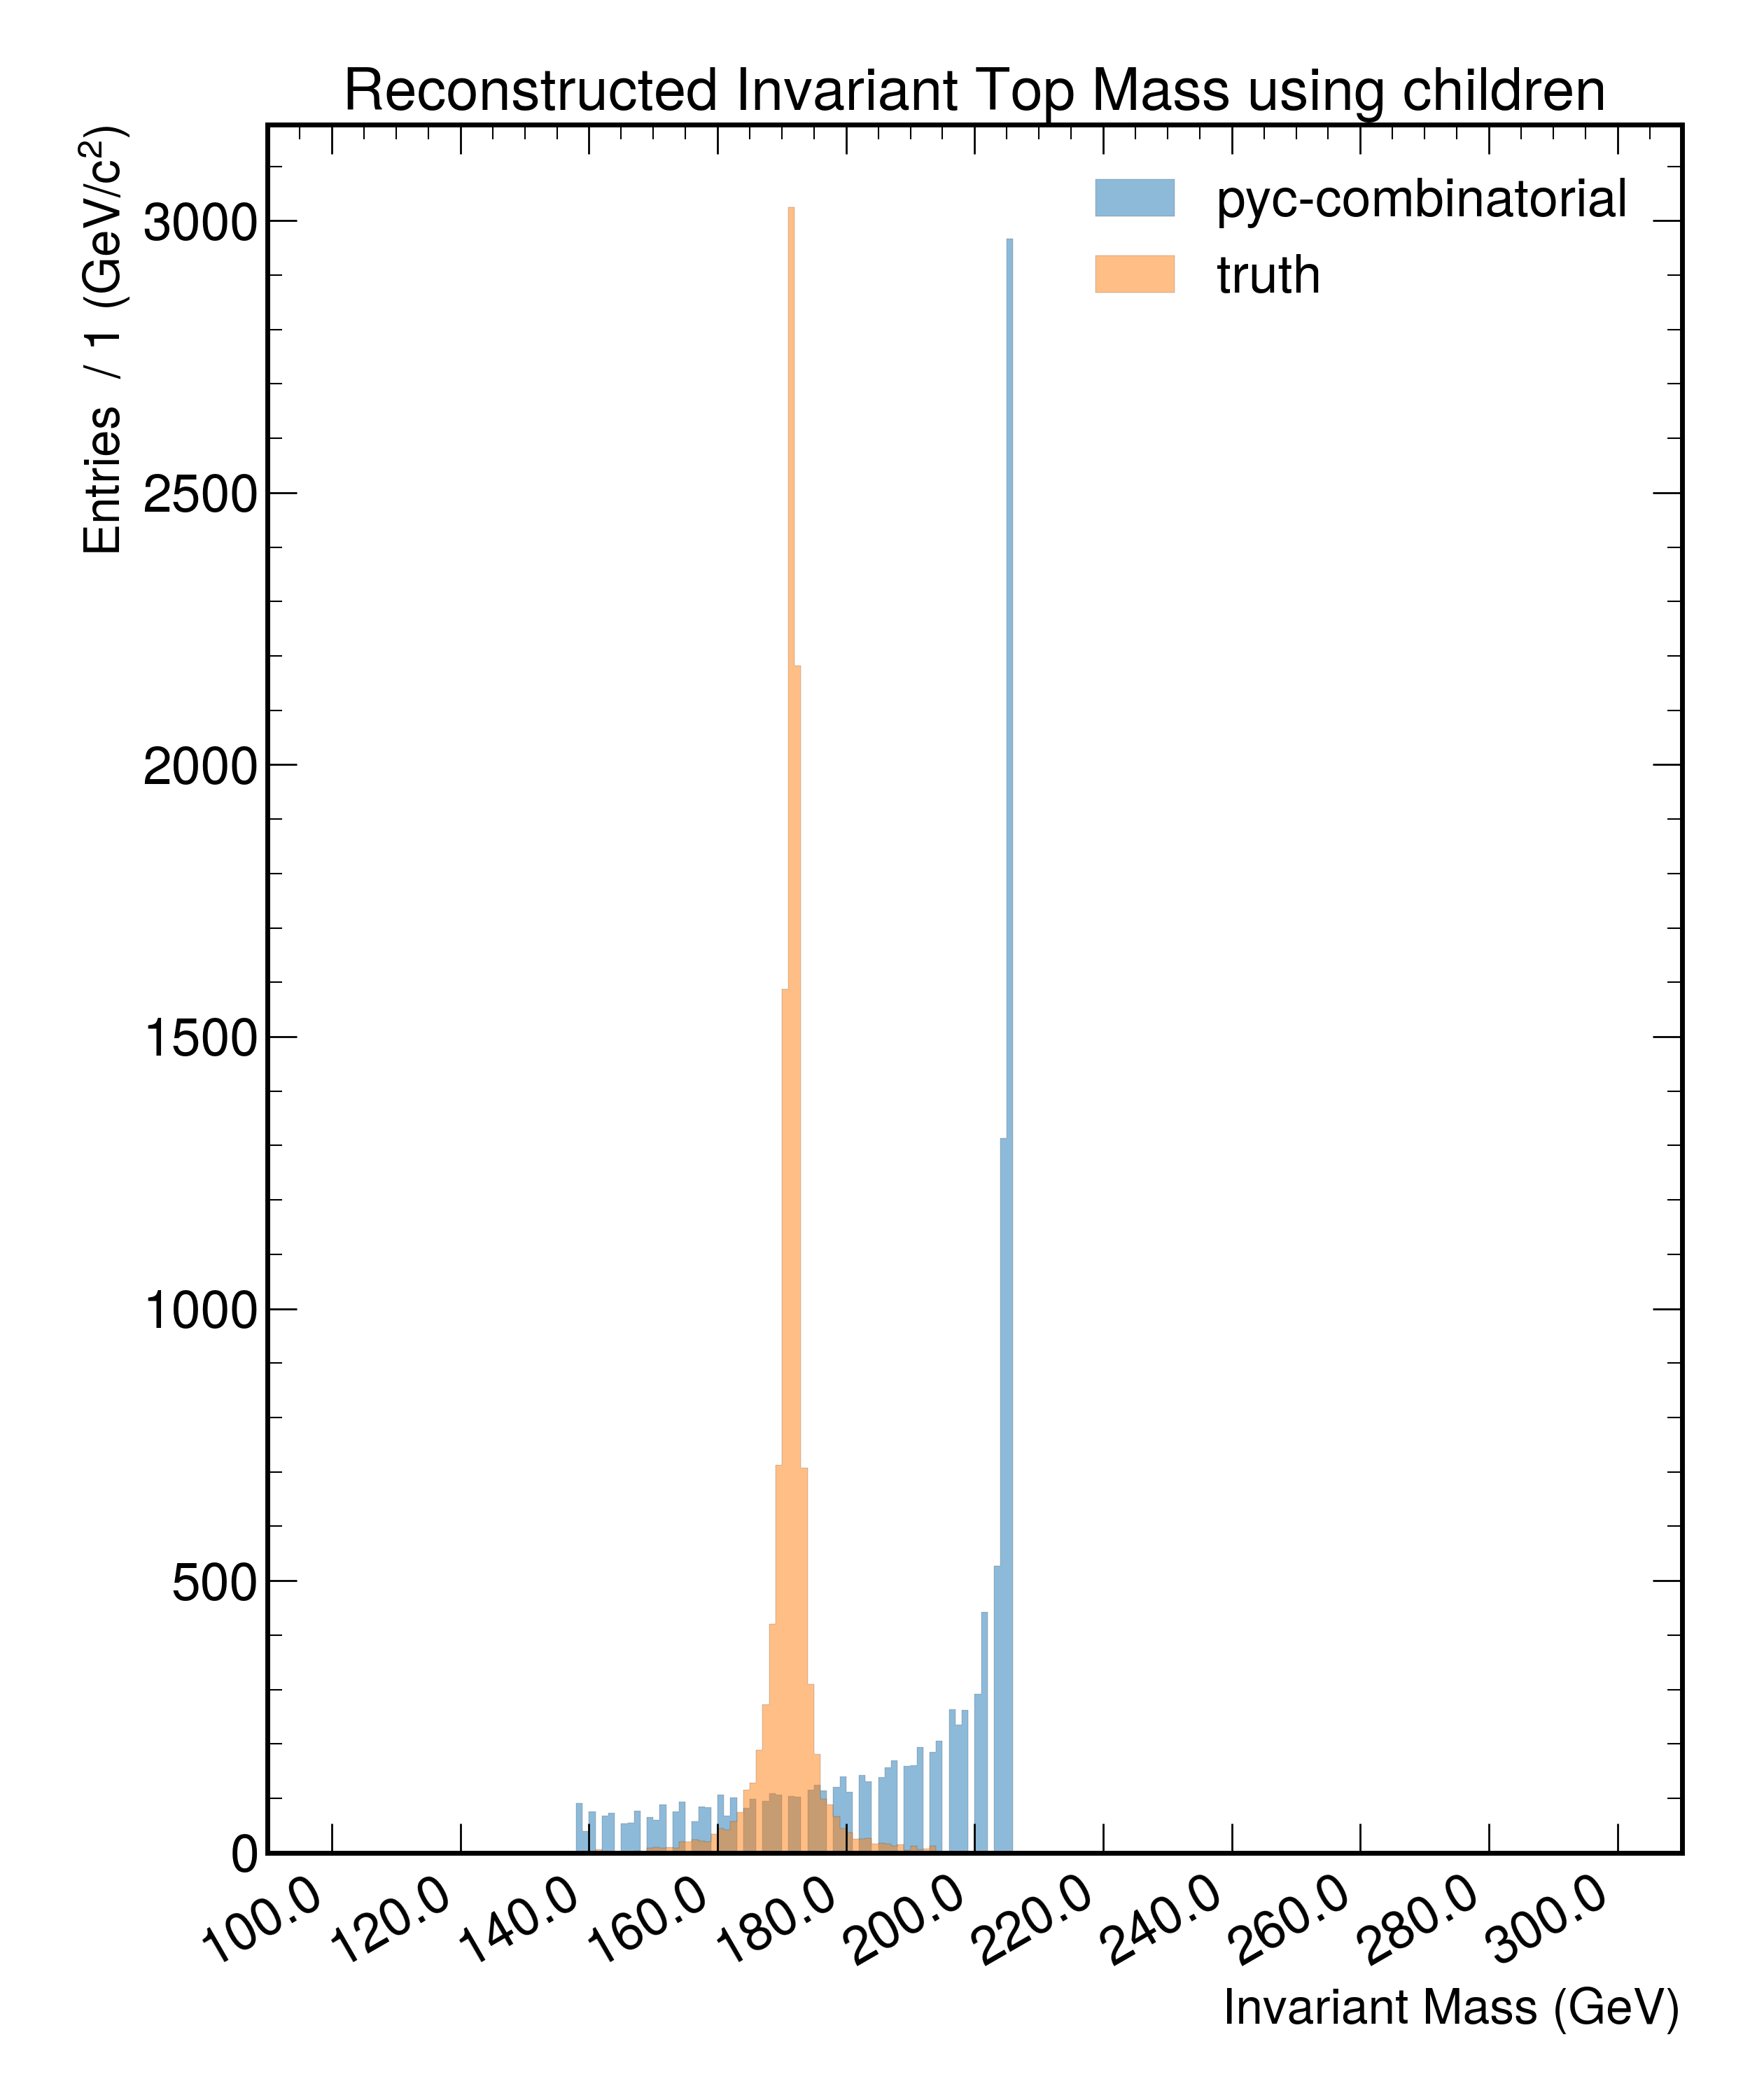 Reconstructed Invariant Top Mass using children
Entries / 1 (GeV/c²)
pyc-combinatorial
truth
3000
2500
2000
1500
1000
500
0
100.0 120.0 140.0 160.0 180.0 200.0 220.0 240.0 260.0 280.0 300.0
Invariant Mass (GeV)